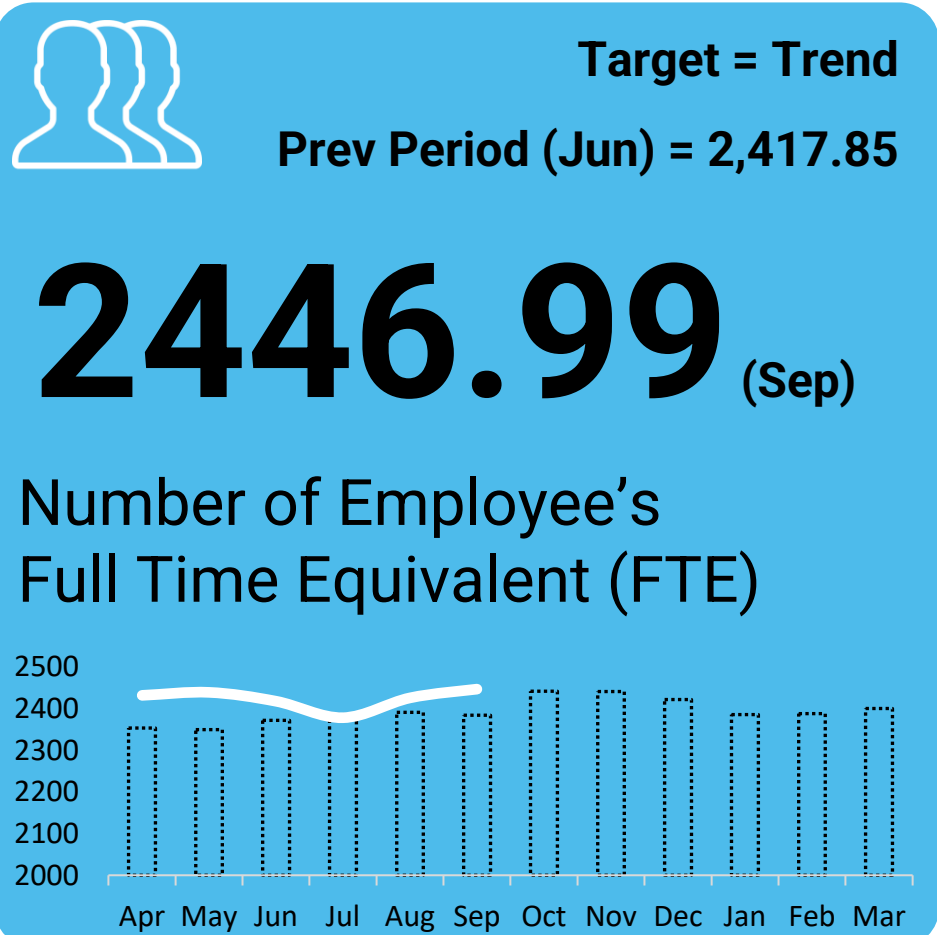 Target = Trend
Prev Period (Jun) = 2,417.85
2446.99 (Sep)
Number of Employee’s
Full Time Equivalent (FTE)
2500
2400
2300
2200
2100
2000
Apr May Jun Jul Aug Sep Oct Nov Dec Jan Feb Mar